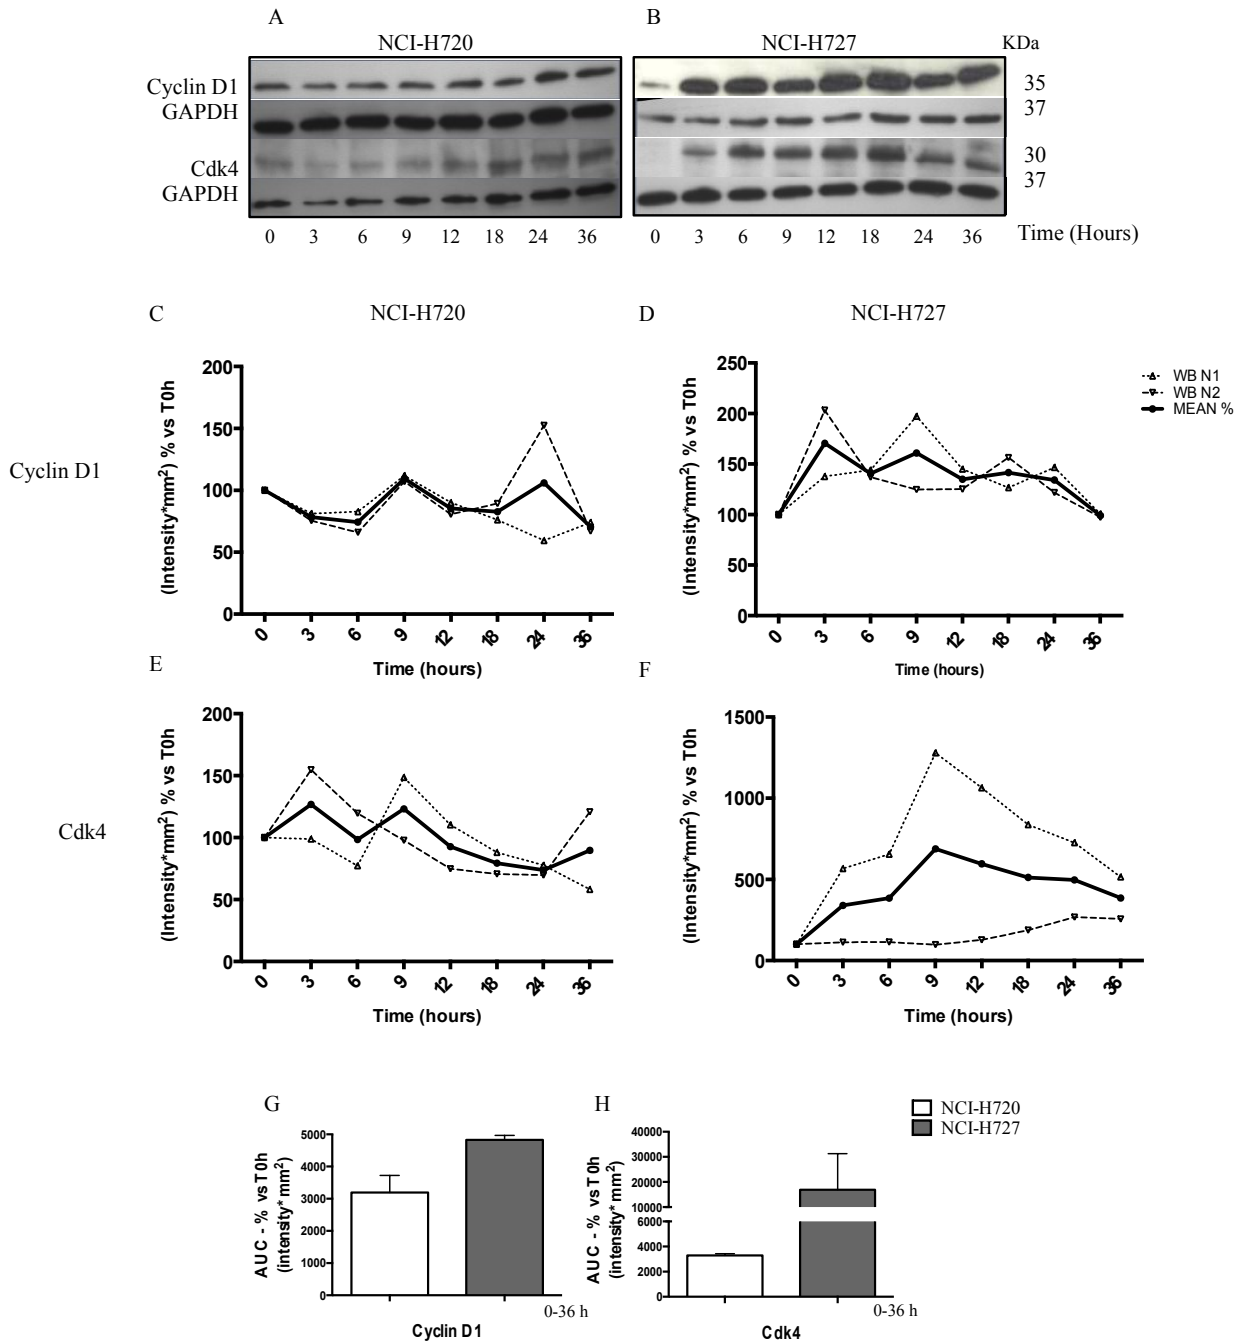 A
B
NCI-H720
NCI-H727
KDa
Cyclin D1
35
GAPDH
37
Cdk4
30
GAPDH
37
0 3 6 9 12 18 24 36
0 3 6 9 12 18 24 36
Time (Hours)
C
NCI-H720
D
NCI-H727
Cyclin D1
(Intensity*mm2) % vs T0h
200
150
100
50
0
0 3 6 9 12 18 24 36
Time (hours)
(Intensity*mm2) % vs T0h
250
200
150
100
50
0
0 3 6 9 12 18 24 36
Time (hours)
WB N1
WB N2
MEAN %
E
F
Cdk4
(Intensity*mm2) % vs T0h
200
150
100
50
0
0 3 6 9 12 18 24 36
Time (hours)
(Intensity*mm2) % vs T0h
1500
1000
500
0
0 3 6 9 12 18 24 36
Time (hours)
G
AUC - % vs T0h
(intensity* mm2)
5000
4000
3000
2000
1000
0
0-36 h
Cyclin D1
H
AUC - % vs T0h
(intensity* mm2)
40000
30000
20000
10000
6000
4000
2000
0
0-36 h
Cdk4
NCI-H720
NCI-H727